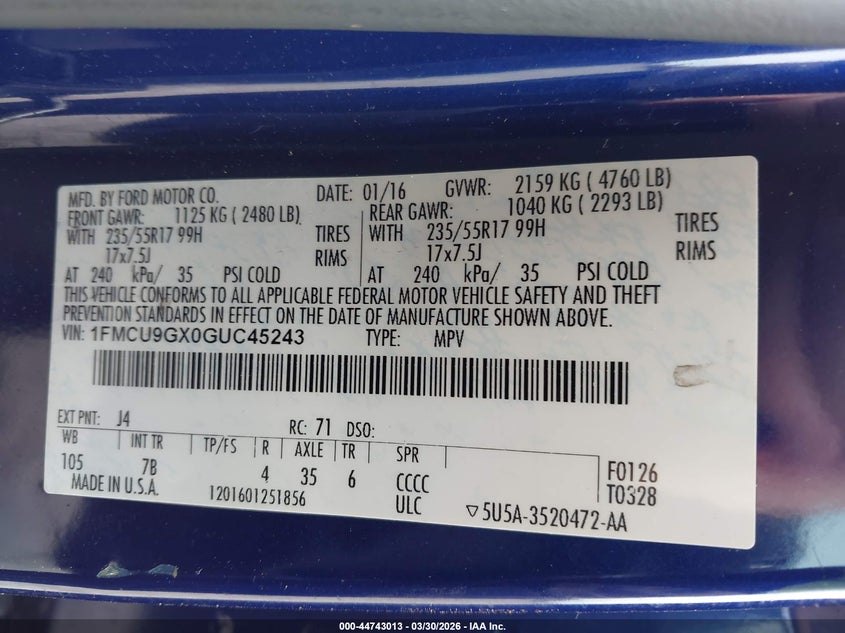 MFD. BY FORD MOTOR CO. DATE: 01/16 GVWR: 2159 KG ( 4760 LB)
FRONT GAWR: 1125 KG ( 2480 LB) REAR GAWR: 1040 KG ( 2293 LB)
WITH 235/55R17 99H TIRES WITH 235/55R17 99H TIRES
17x7.5J RIMS 17x7.5J RIMS
AT 240 kPa/ 35 PSI COLD AT 240 kPa/ 35 PSI COLD
THIS VEHICLE CONFORMS TO ALL APPLICABLE FEDERAL MOTOR VEHICLE SAFETY AND THEFT
PREVENTION STANDARDS IN EFFECT ON THE DATE OF MANUFACTURE SHOWN ABOVE.
VIN: 1FMCU9GX0GUC45243 TYPE: MPV
EXT PNT: J4 RC: 71 DSO:
WB INT TR TP/FS R AXLE TR SPR
105 7B 4 35 6 CCCC F0126
MADE IN U.S.A. 1201601251856 ULC ▽5U5A-3520472-AA T0328
000-44743013 - 03/30/2026 - IAA Inc.